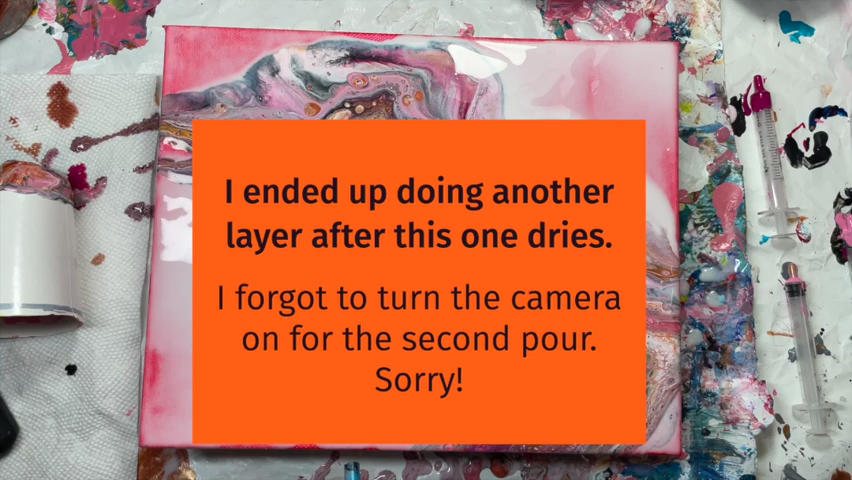 I ended up doing another
layer after this one dries.
I forgot to turn the camera
on for the second pour.
Sorry!